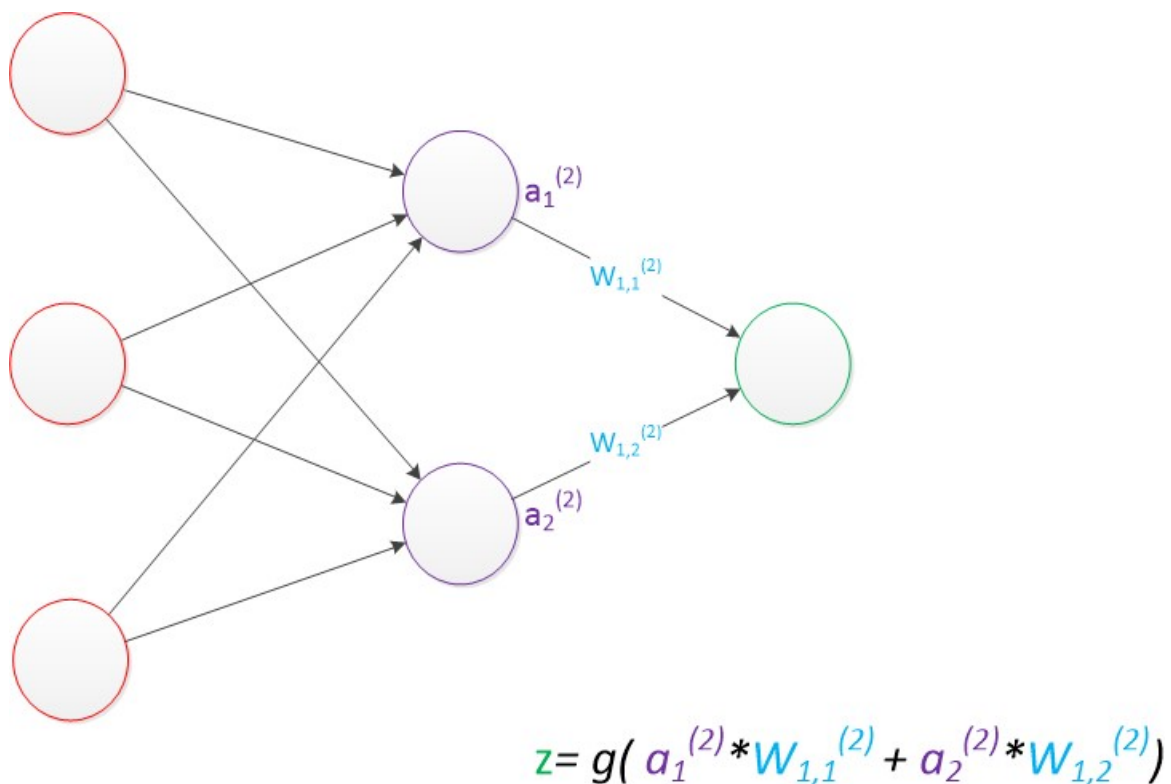 a₁⁽²⁾
W₁,₁⁽²⁾
W₁,₂⁽²⁾
a₂⁽²⁾
z= g( a₁⁽²⁾*W₁,₁⁽²⁾ + a₂⁽²⁾*W₁,₂⁽²⁾)